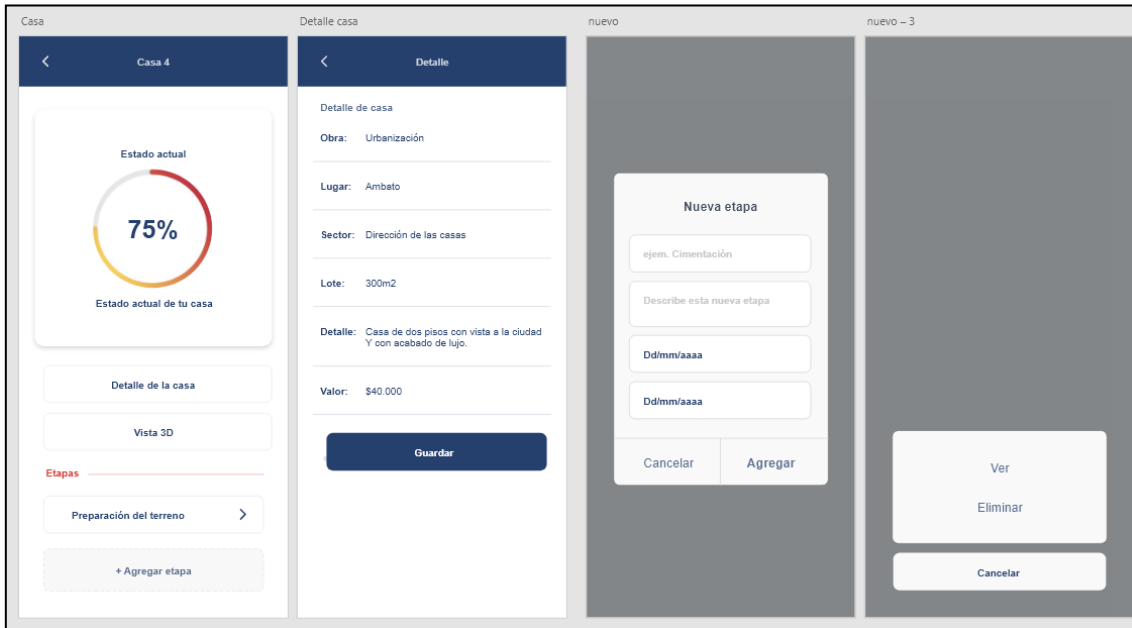 Casa
Casa 4
Estado actual
75%
Estado actual de tu casa
Detalle de la casa
Vista 3D
Etapas
Preparación del terreno
+ Agregar etapa
Detalle casa
Detalle
Detalle de casa
Obra: Urbanización
Lugar: Ambato
Sector: Dirección de las casas
Lote: 300m2
Detalle: Casa de dos pisos con vista a la ciudad
Y con acabado de lujo.
Valor: $40.000
Guardar
nuevo
Nueva etapa
ejem. Cimentación
Describe esta nueva etapa
Dd/mm/aaaa
Dd/mm/aaaa
Cancelar Agregar
nuevo – 3
Ver
Eliminar
Cancelar